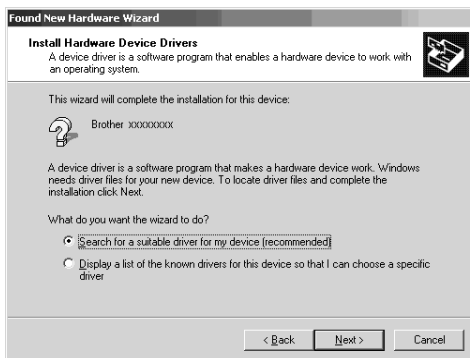 Found New Hardware Wizard
Install Hardware Device Drivers
A device driver is a software program that enables a hardware device to work with
an operating system.
This wizard will complete the installation for this device:
Brother xxxxxxxx
A device driver is a software program that makes a hardware device work. Windows
needs driver files for your new device. To locate driver files and complete the
installation click Next.
What do you want the wizard to do?
Search for a suitable driver for my device (recommended)
Display a list of the known drivers for this device so that I can choose a specific
driver
< Back Next > Cancel